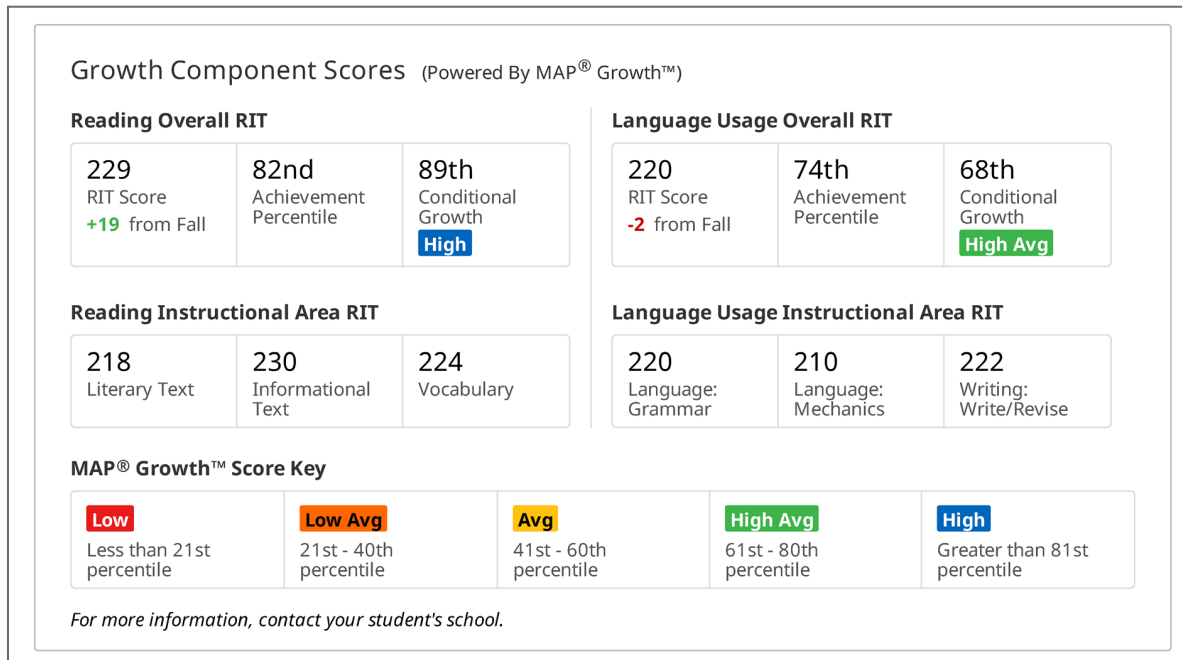 Growth Component Scores (Powered By MAP® Growth™)
Reading Overall RIT
229
RIT Score
+19 from Fall
82nd
Achievement
Percentile
89th
Conditional
Growth
High
Language Usage Overall RIT
220
RIT Score
-2 from Fall
74th
Achievement
Percentile
68th
Conditional
Growth
High Avg
Reading Instructional Area RIT
218
Literary Text
230
Informational
Text
224
Vocabulary
Language Usage Instructional Area RIT
220
Language:
Grammar
210
Language:
Mechanics
222
Writing:
Write/Revise
MAP® Growth™ Score Key
Low
Less than 21st
percentile
Low Avg
21st - 40th
percentile
Avg
41st - 60th
percentile
High Avg
61st - 80th
percentile
High
Greater than 81st
percentile
For more information, contact your student's school.